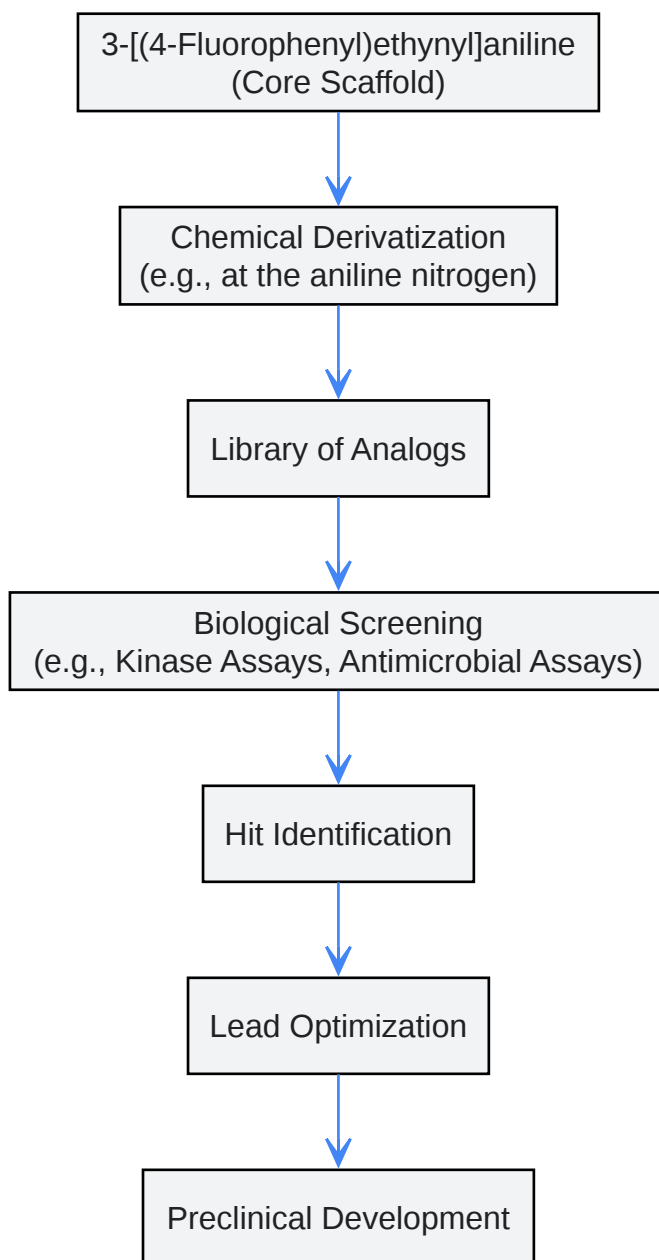 3-[(4-Fluorophenyl)ethynyl]aniline
(Core Scaffold)
Chemical Derivatization
(e.g., at the aniline nitrogen)
Library of Analogs
Biological Screening
(e.g., Kinase Assays, Antimicrobial Assays)
Hit Identification
Lead Optimization
Preclinical Development